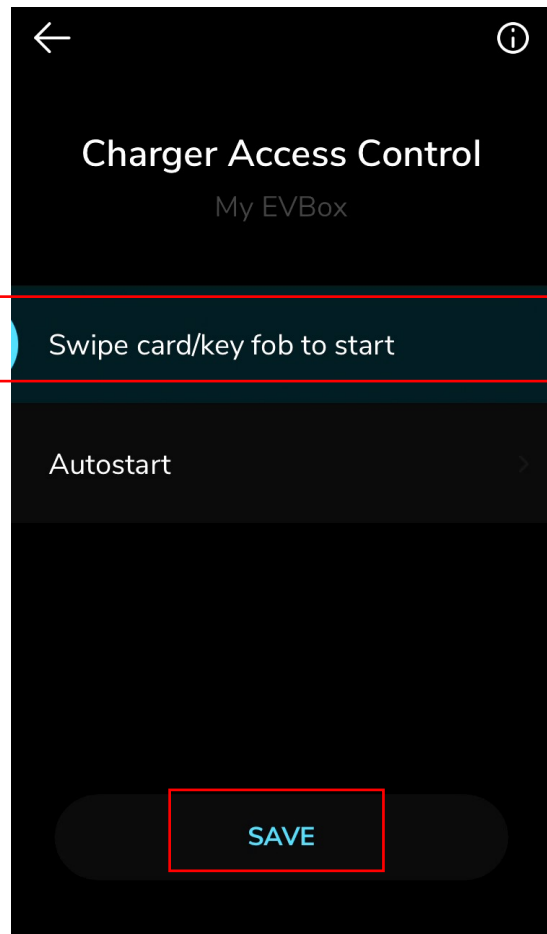 Charger Access Control
My EVBox
Swipe card/key fob to start
Autostart
SAVE